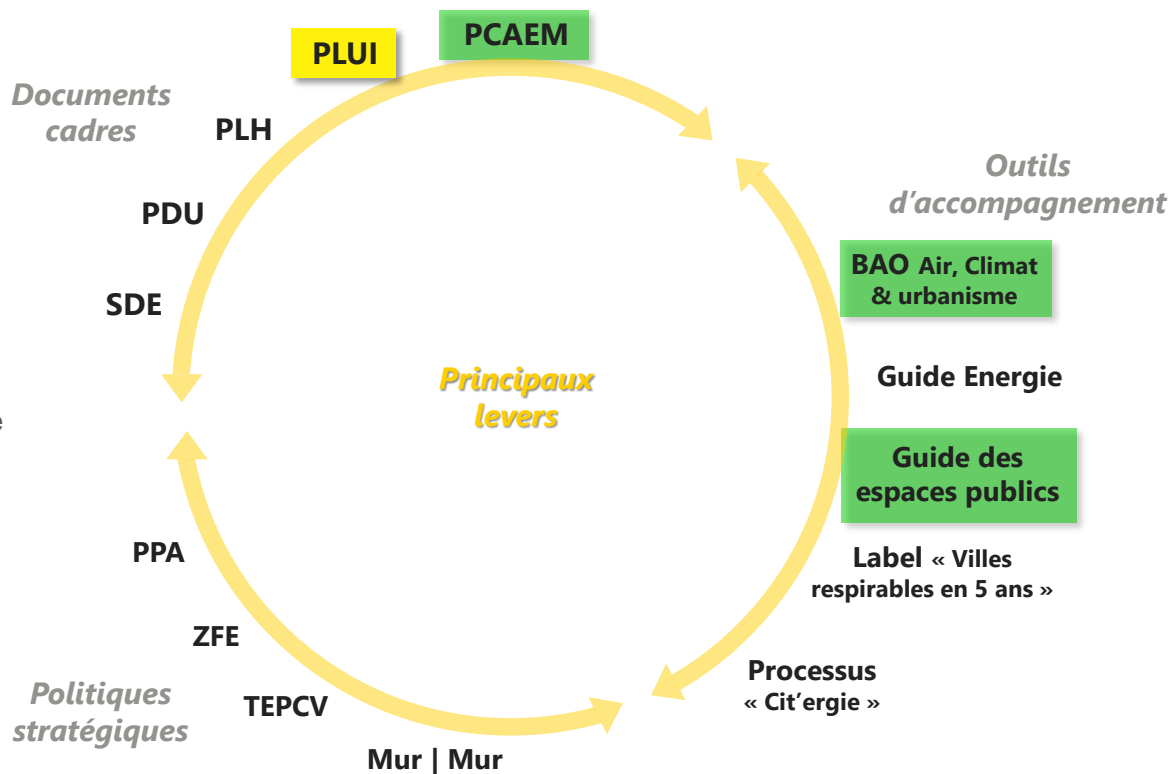 PCAEM
PLUI
Documents
cadres
PLH
PDU
SDE
Outils
d'accompagnement
BAO Air, Climat
& urbanisme
Guide Energie
Guide des
espaces publics
Label « Villes
respirables en 5 ans »
Processus
« Cit'ergie »
Principaux
levers
e
PPA
ZFE
TEPCV
Mur | Mur
Politiques
stratégiques